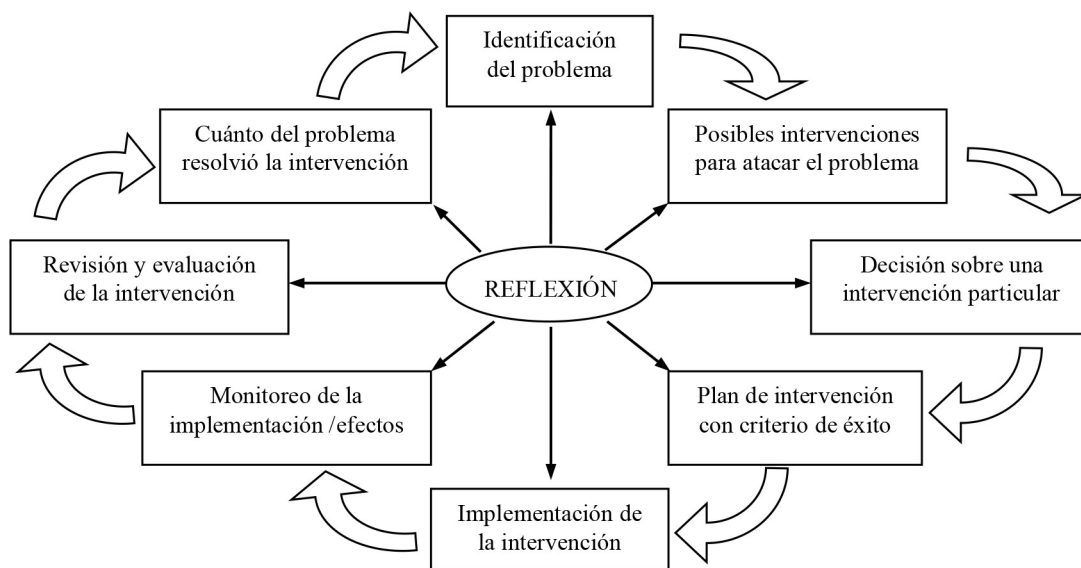 Identificación
del problema
Cuánto del problema
resolvió la intervención
Posibles intervenciones
para atacar el problema
Revisión y evaluación
de la intervención
REFLEXIÓN
Decisión sobre una
intervención particular
Monitoreo de la
implementación /efectos
Plan de intervención
con criterio de éxito
Implementación de
la intervención